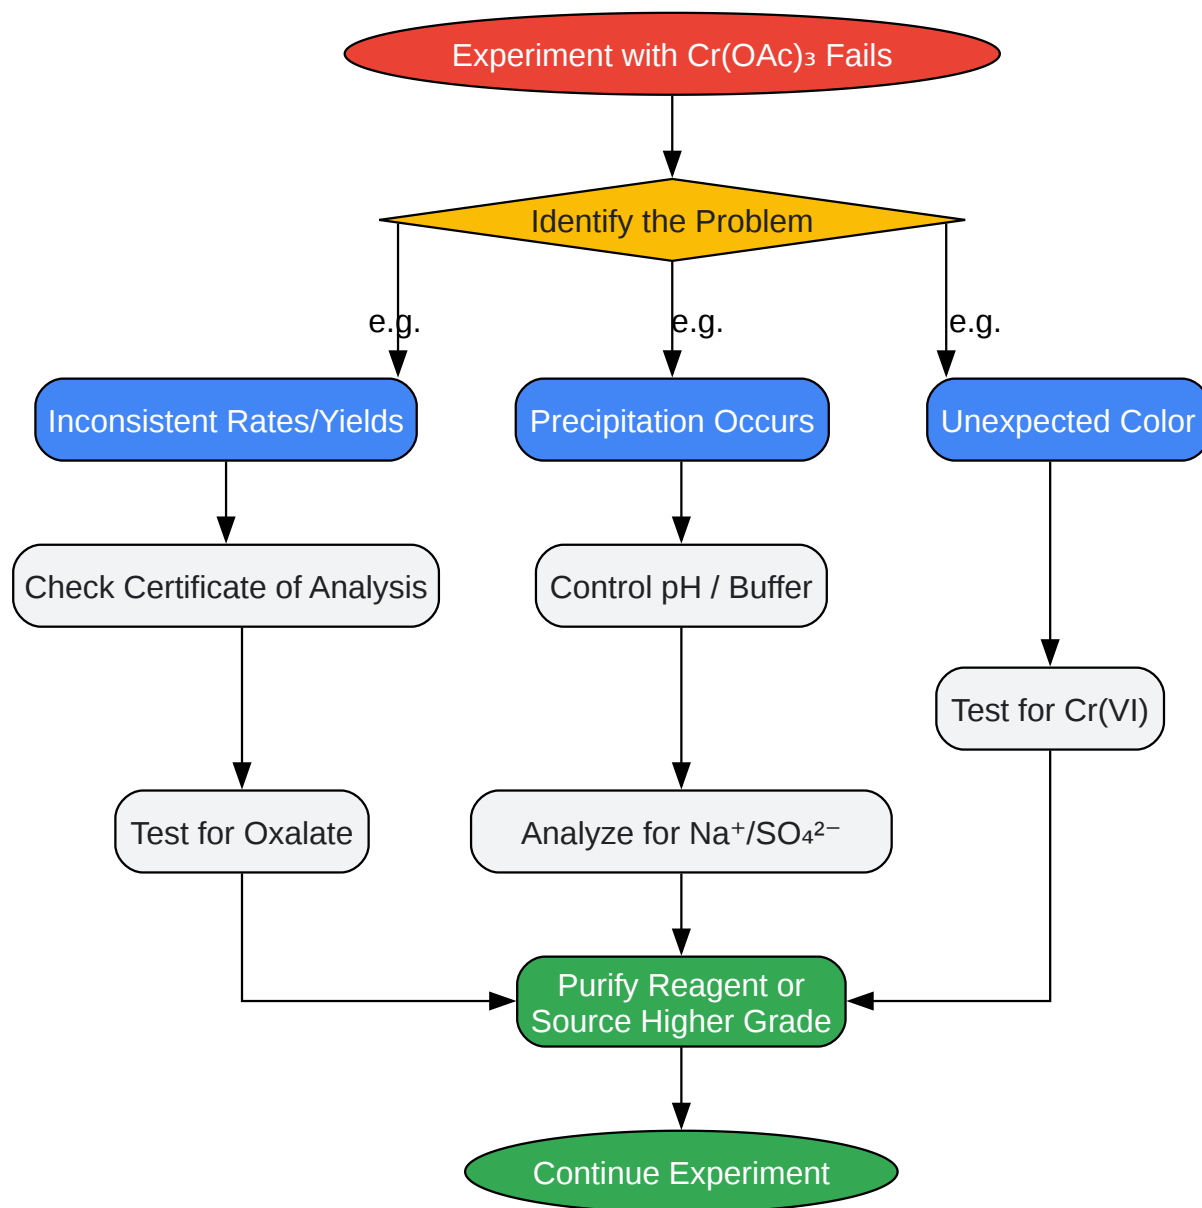 Experiment with Cr(OAc)₃ Fails
Identify the Problem
e.g.
e.g.
e.g.
Inconsistent Rates/Yields
Precipitation Occurs
Unexpected Color
Check Certificate of Analysis
Control pH / Buffer
Test for Cr(VI)
Test for Oxalate
Analyze for Na⁺/SO₄²⁻
Purify Reagent or
Source Higher Grade
Continue Experiment